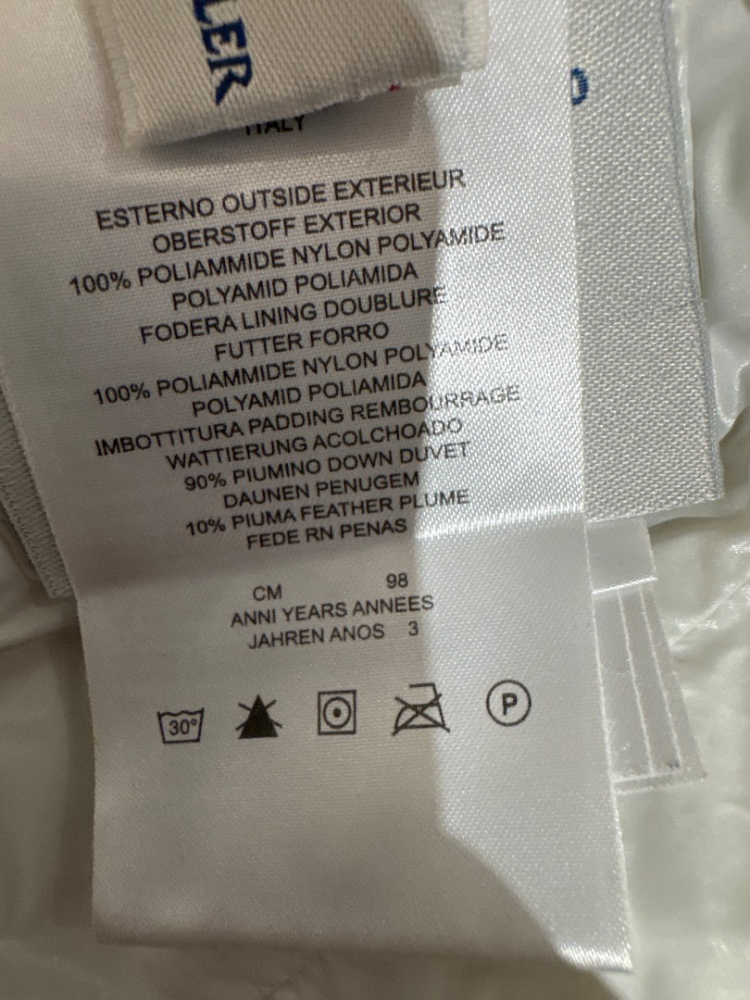 LER
ITALY
ESTERNO OUTSIDE EXTERIEUR
OBERSTOFF EXTERIOR
100% POLIAMMIDE NYLON POLYAMIDE
POLYAMID POLIAMIDA
FODERA LINING DOUBLURE
FUTTER FORRO
100% POLIAMMIDE NYLON POLYAMIDE
POLYAMID POLIAMIDA
IMBOTTITURA PADDING REMBOURRAGE
WATTIERUNG ACOLCHOADO
90% PIUMINO DOWN DUVET
DAUNEN PENUGEM
10% PIUMA FEATHER PLUME
FEDE RN PENAS
CM 98
ANNI YEARS ANNEES
JAHREN ANOS 3
30°
P